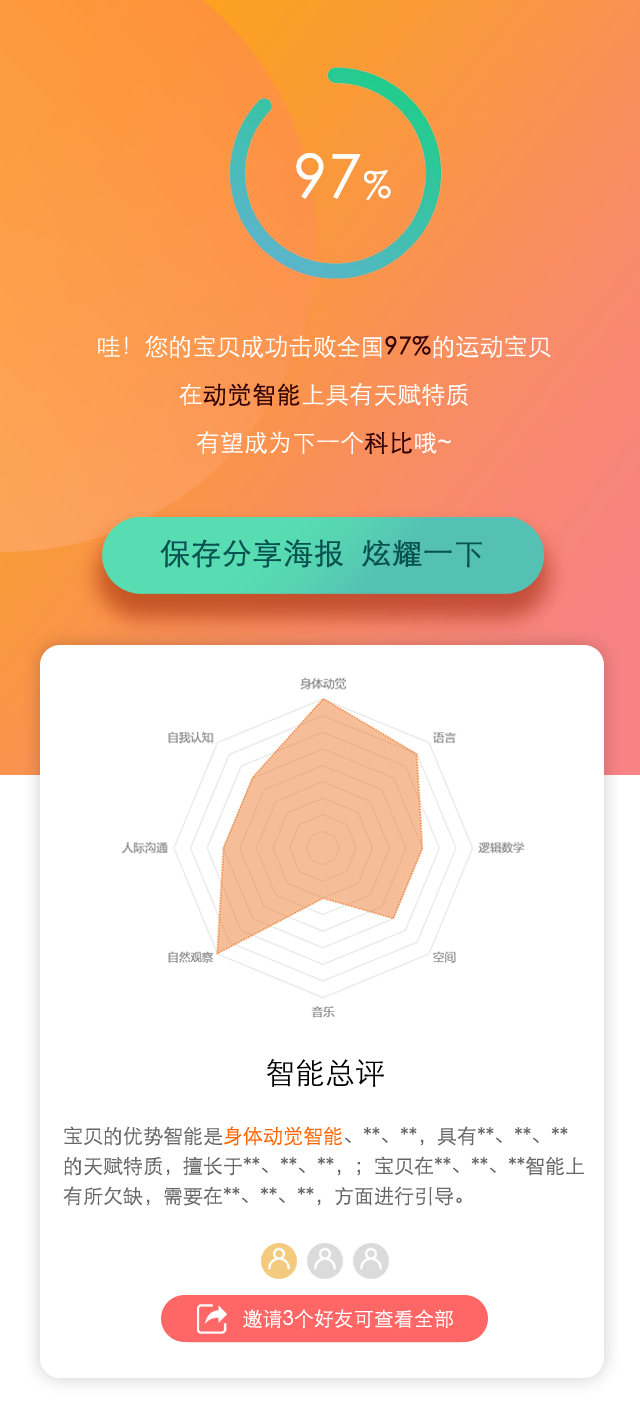 97%
哇！您的宝贝成功击败全国97%的运动宝贝
在动觉智能上具有天赋特质
有望成为下一个科比哦~
保存分享海报 炫耀一下
身体动觉
自我认知
语言
人际沟通
逻辑数学
自然观察
空间
音乐
智能总评
宝贝的优势智能是身体动觉智能、**、**，具有**、**、**
的天赋特质，擅长于**、**、**，；宝贝在**、**、**智能上
有所欠缺，需要在**、**、**，方面进行引导。
邀请3个好友可查看全部